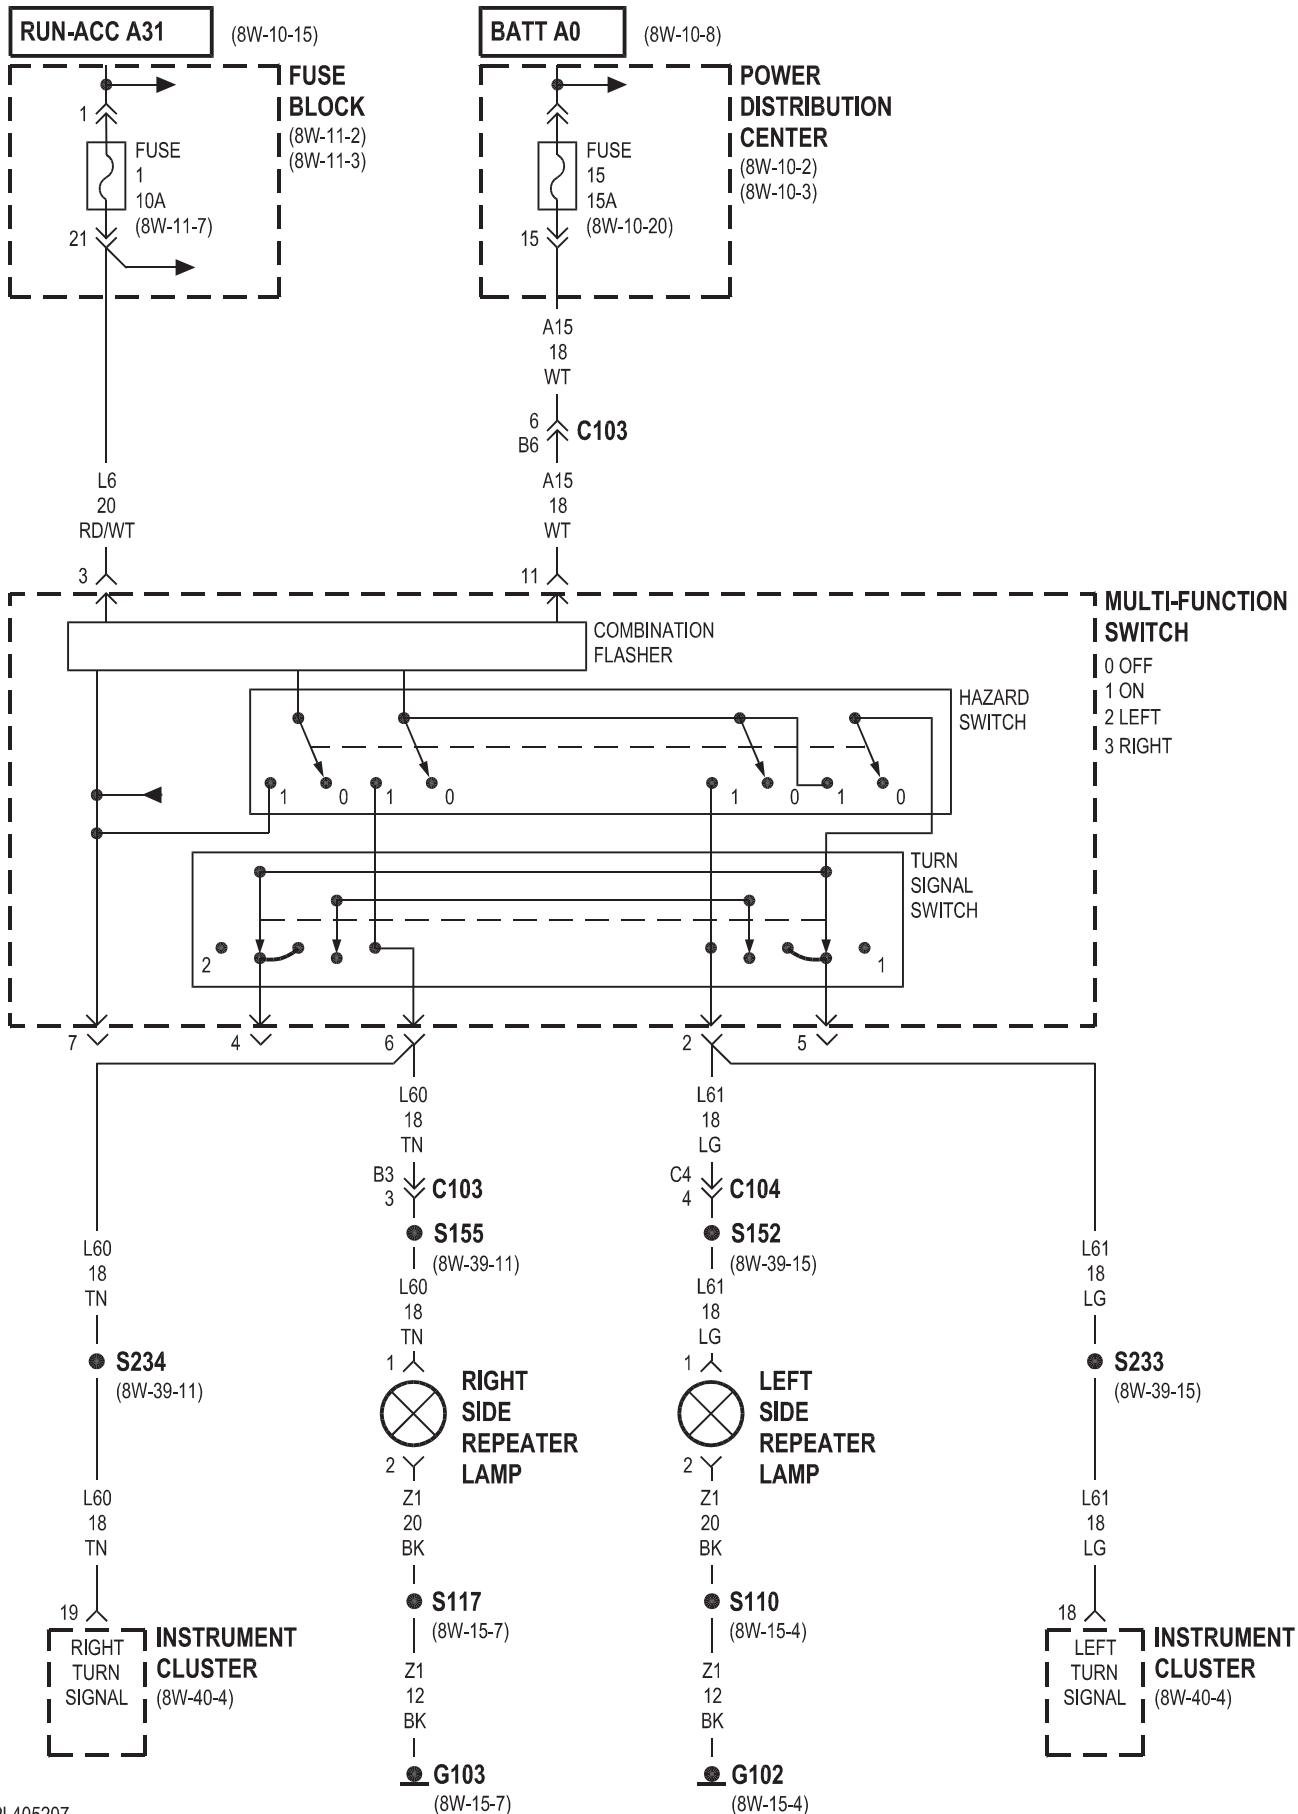 RUN-ACC A31
(8W-10-15)
BATT A0
(8W-10-8)
FUSE
BLOCK
(8W-11-2)
(8W-11-3)
POWER
DISTRIBUTION
CENTER
(8W-10-2)
(8W-10-3)
1
FUSE
1
10A
(8W-11-7)
21
FUSE
15
15A
(8W-10-20)
15
A15
18
WT
6
B6
C103
L6
20
RD/WT
A15
18
WT
3
11
MULTI-FUNCTION
SWITCH
0 OFF
1 ON
2 LEFT
3 RIGHT
COMBINATION
FLASHER
HAZARD
SWITCH
1
0
1
0
1
0
1
0
TURN
SIGNAL
SWITCH
2
1
7
4
6
2
5
L60
18
TN
L61
18
LG
B3
3
C103
C4
4
C104
S155
(8W-39-11)
S152
(8W-39-15)
L60
18
TN
L60
18
TN
L61
18
LG
L61
18
LG
S234
(8W-39-11)
1
RIGHT
SIDE
REPEATER
LAMP
2
1
LEFT
SIDE
REPEATER
LAMP
2
S233
(8W-39-15)
L60
18
TN
Z1
20
BK
Z1
20
BK
L61
18
LG
S117
(8W-15-7)
S110
(8W-15-4)
19
RIGHT
TURN
SIGNAL
INSTRUMENT
CLUSTER
(8W-40-4)
Z1
12
BK
Z1
12
BK
18
LEFT
TURN
SIGNAL
INSTRUMENT
CLUSTER
(8W-40-4)
G103
(8W-15-7)
G102
(8W-15-4)